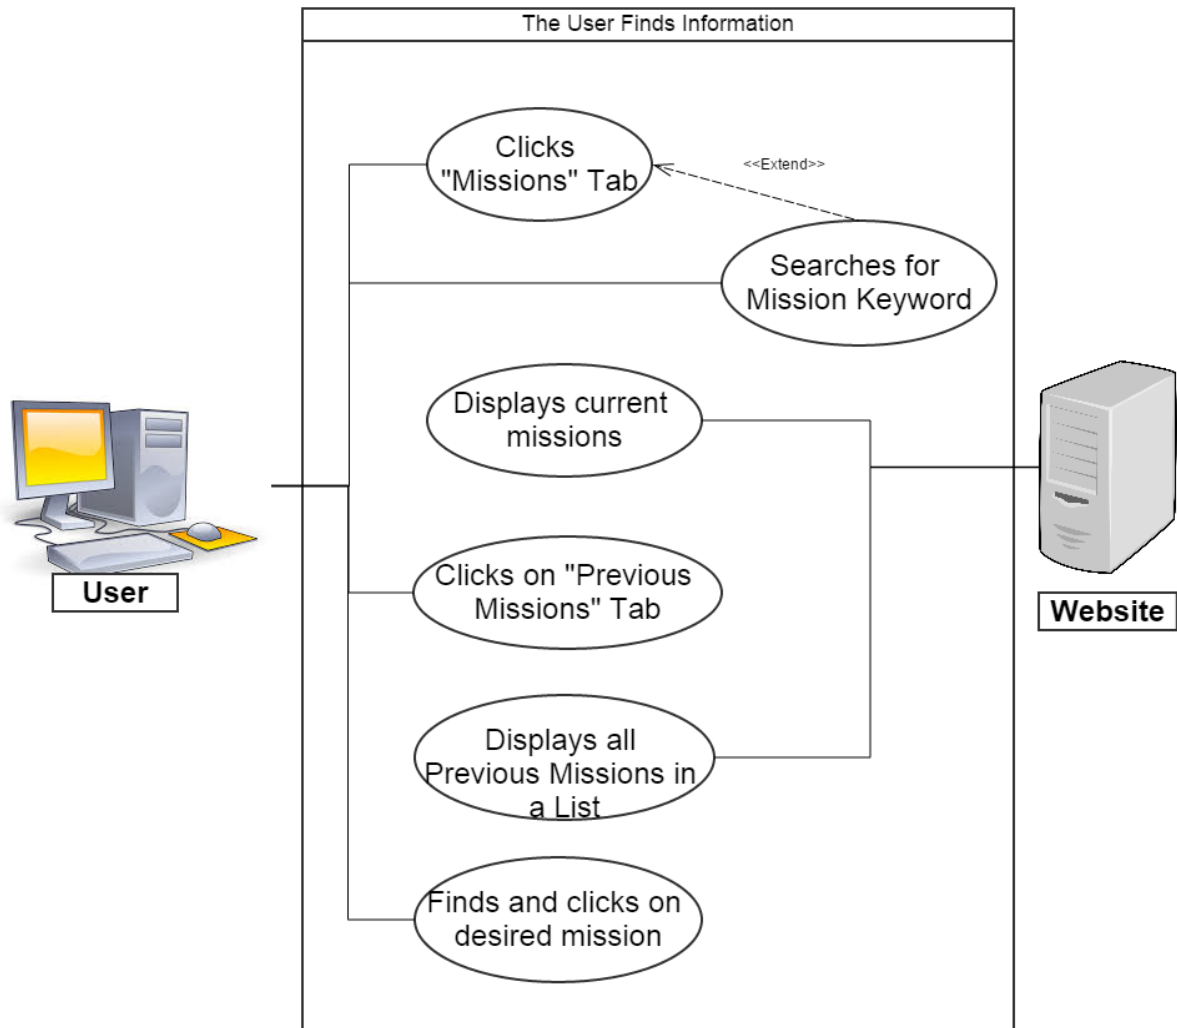 The User Finds Information
Clicks
"Missions" Tab
<<Extend>>
Searches for
Mission Keyword
Displays current
missions
Clicks on "Previous
Missions" Tab
User
Website
Displays all
Previous Missions in
a List
Finds and clicks on
desired mission